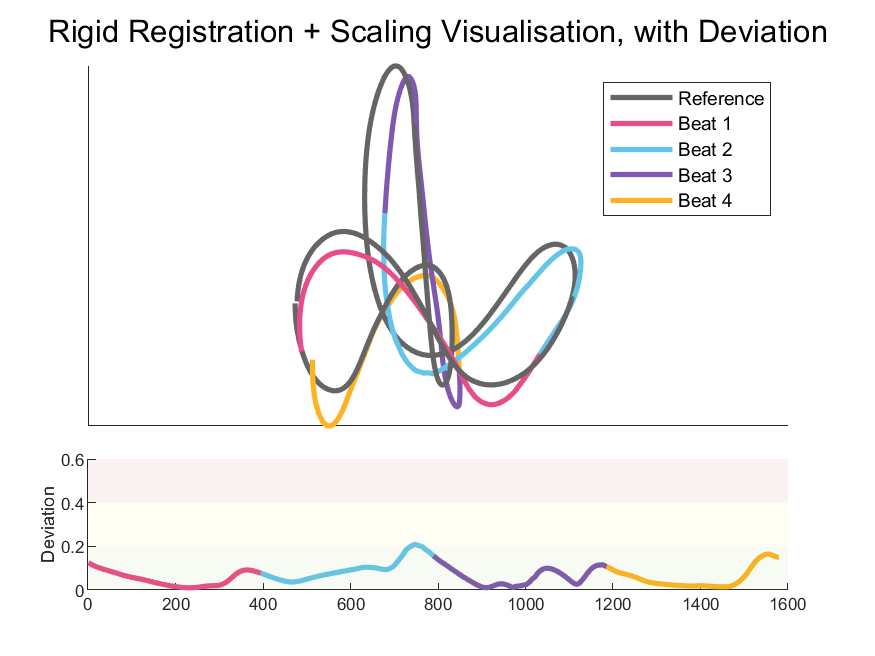 Rigid Registration + Scaling Visualisation, with Deviation
Reference
Beat 1
Beat 2
Beat 3
Beat 4
Deviation
0.6
0.4
0.2
0
0 200 400 600 800 1000 1200 1400 1600